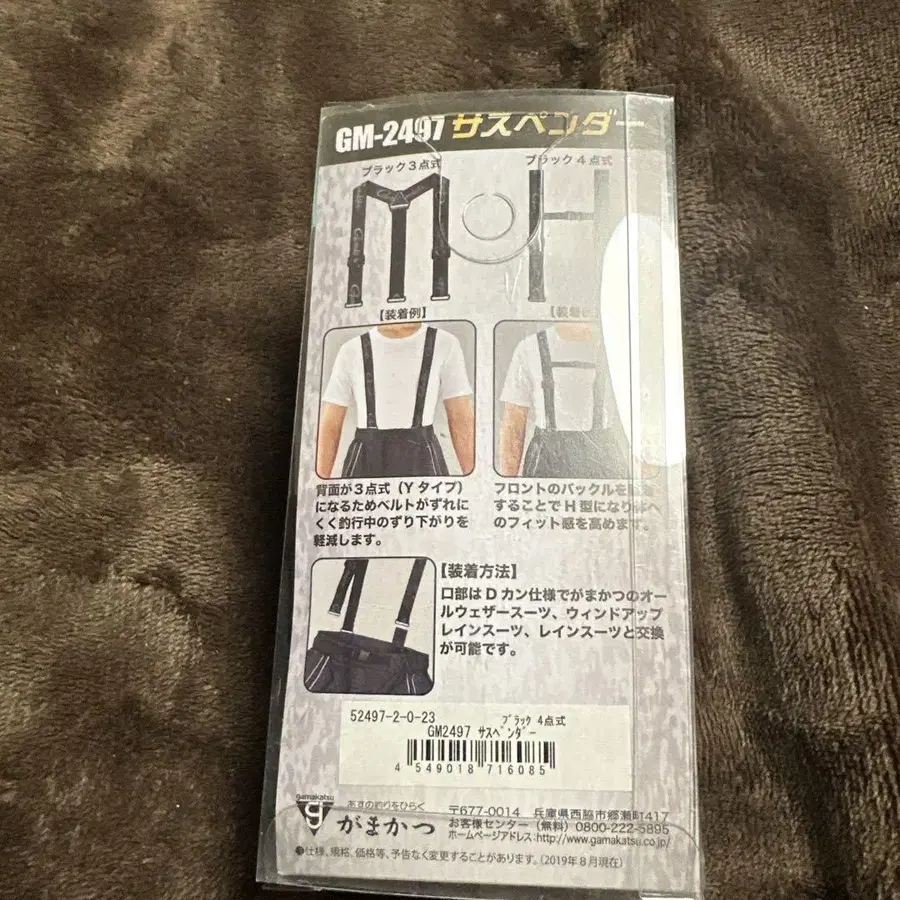 GM-2497 サスペンダー
ブラック3点式
ブラック4点式
【装着例】
【装着例
背面が3点式(Yタイプ)
になるためベルトがずれに
くく釣行中のずり下がりを
軽減します。
フロントのバックルを
することでH型になり
のフィット感を高めます。
【装着方法】
口部はDカン仕様でがまかつのオー
ルウェザースーツ、ウィンドアップ
レインスーツ、レインスーツと交換
が可能です。
52497-2-0-23
ブラック 4点式
GM2497 サスペンダー
4 549018 716085
gamakatsu
あすの釣りをひらく
がまかつ
〒677-0014 兵庫県西脇市郷瀬町417
お客様センター(無料)0800-222-5895
ホームページアドレス:http://www.gamakatsu.co.jp/
●仕様、規格、価格等、予告なく変更することがあります。(2019年8月現在)